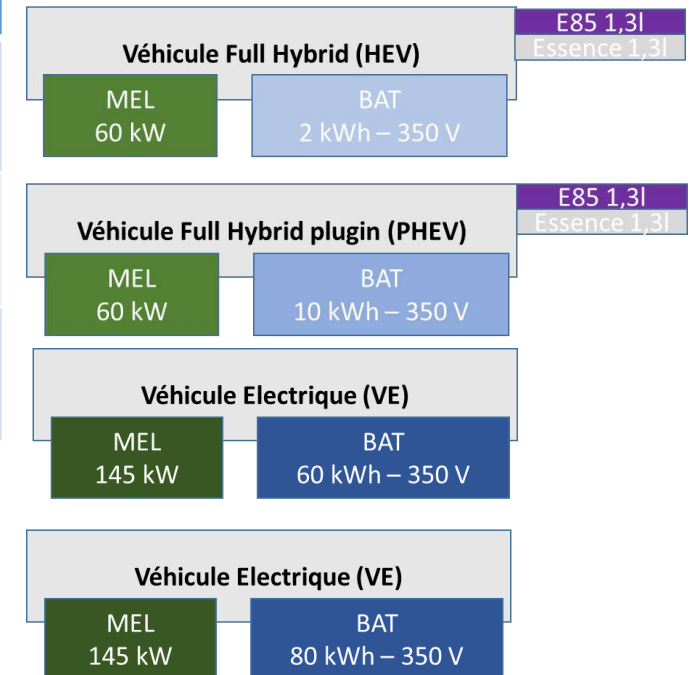 E85 1,3l
Essence 1,3l
Véhicule Full Hybrid (HEV)
MEL
60 kW
BAT
2 kWh – 350 V
E85 1,3l
Essence 1,3l
Véhicule Full Hybrid plugin (PHEV)
MEL
60 kW
BAT
10 kWh – 350 V
Véhicule Electrique (VE)
MEL
145 kW
BAT
60 kWh – 350 V
Véhicule Electrique (VE)
MEL
145 kW
BAT
80 kWh – 350 V